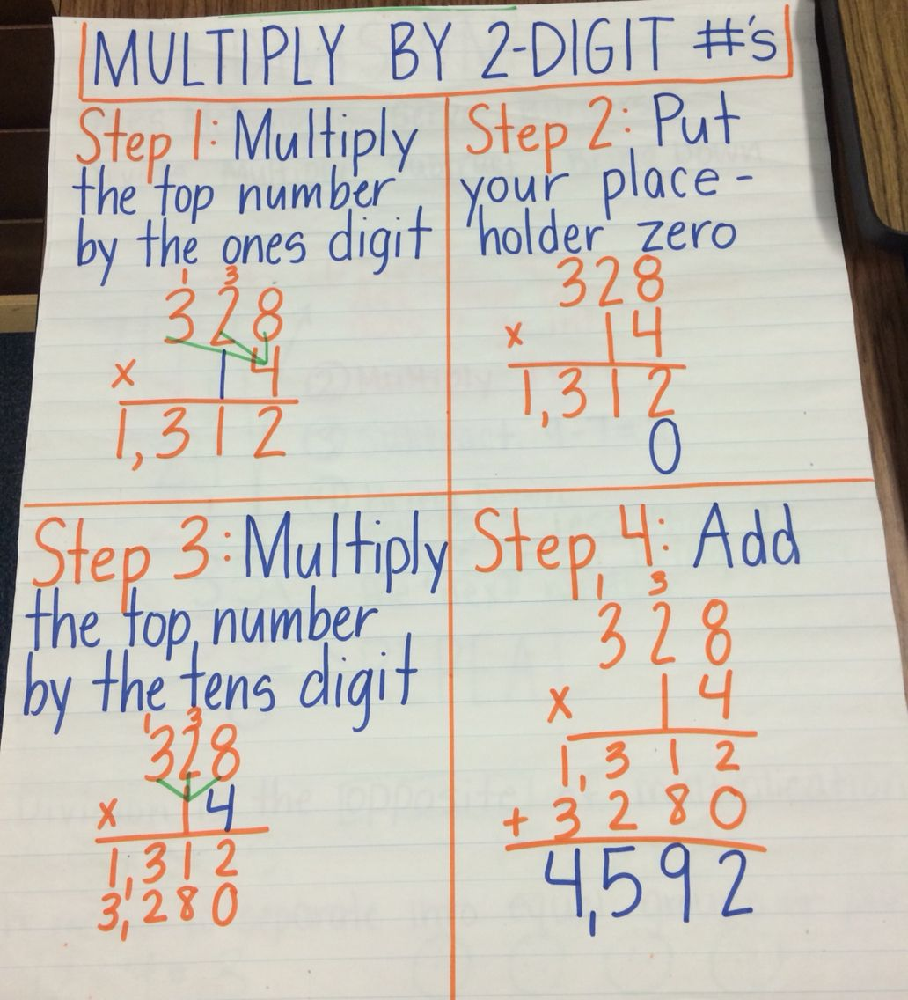 MULTIPLY BY 2-DIGIT #'s
Step 1: Multiply
the top number
by the ones digit
1 3
328
x 14
1,312
Step 2: Put
your place-
holder zero
328
x 14
1,312
0
Step 3: Multiply
the top number
by the tens digit
1 3
328
x 14
1,312
3,280
Step 4: Add
1 3
328
x 14
1,312
+ 3280
4,592